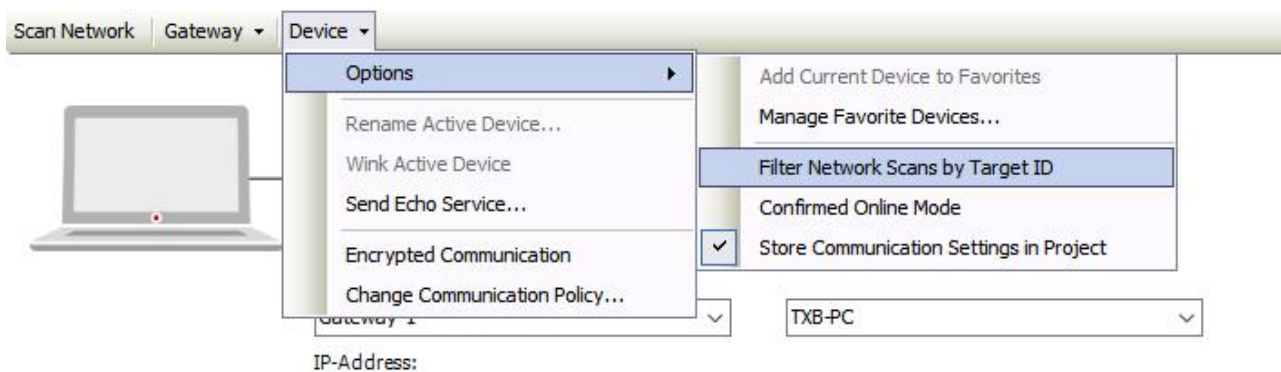 Scan Network Gateway Device
Options
Rename Active Device...
Wink Active Device
Send Echo Service...
Encrypted Communication
Change Communication Policy...
Add Current Device to Favorites
Manage Favorite Devices...
Filter Network Scans by Target ID
Confirmed Online Mode
Store Communication Settings in Project
Gateway-1 TXB-PC
IP-Address: